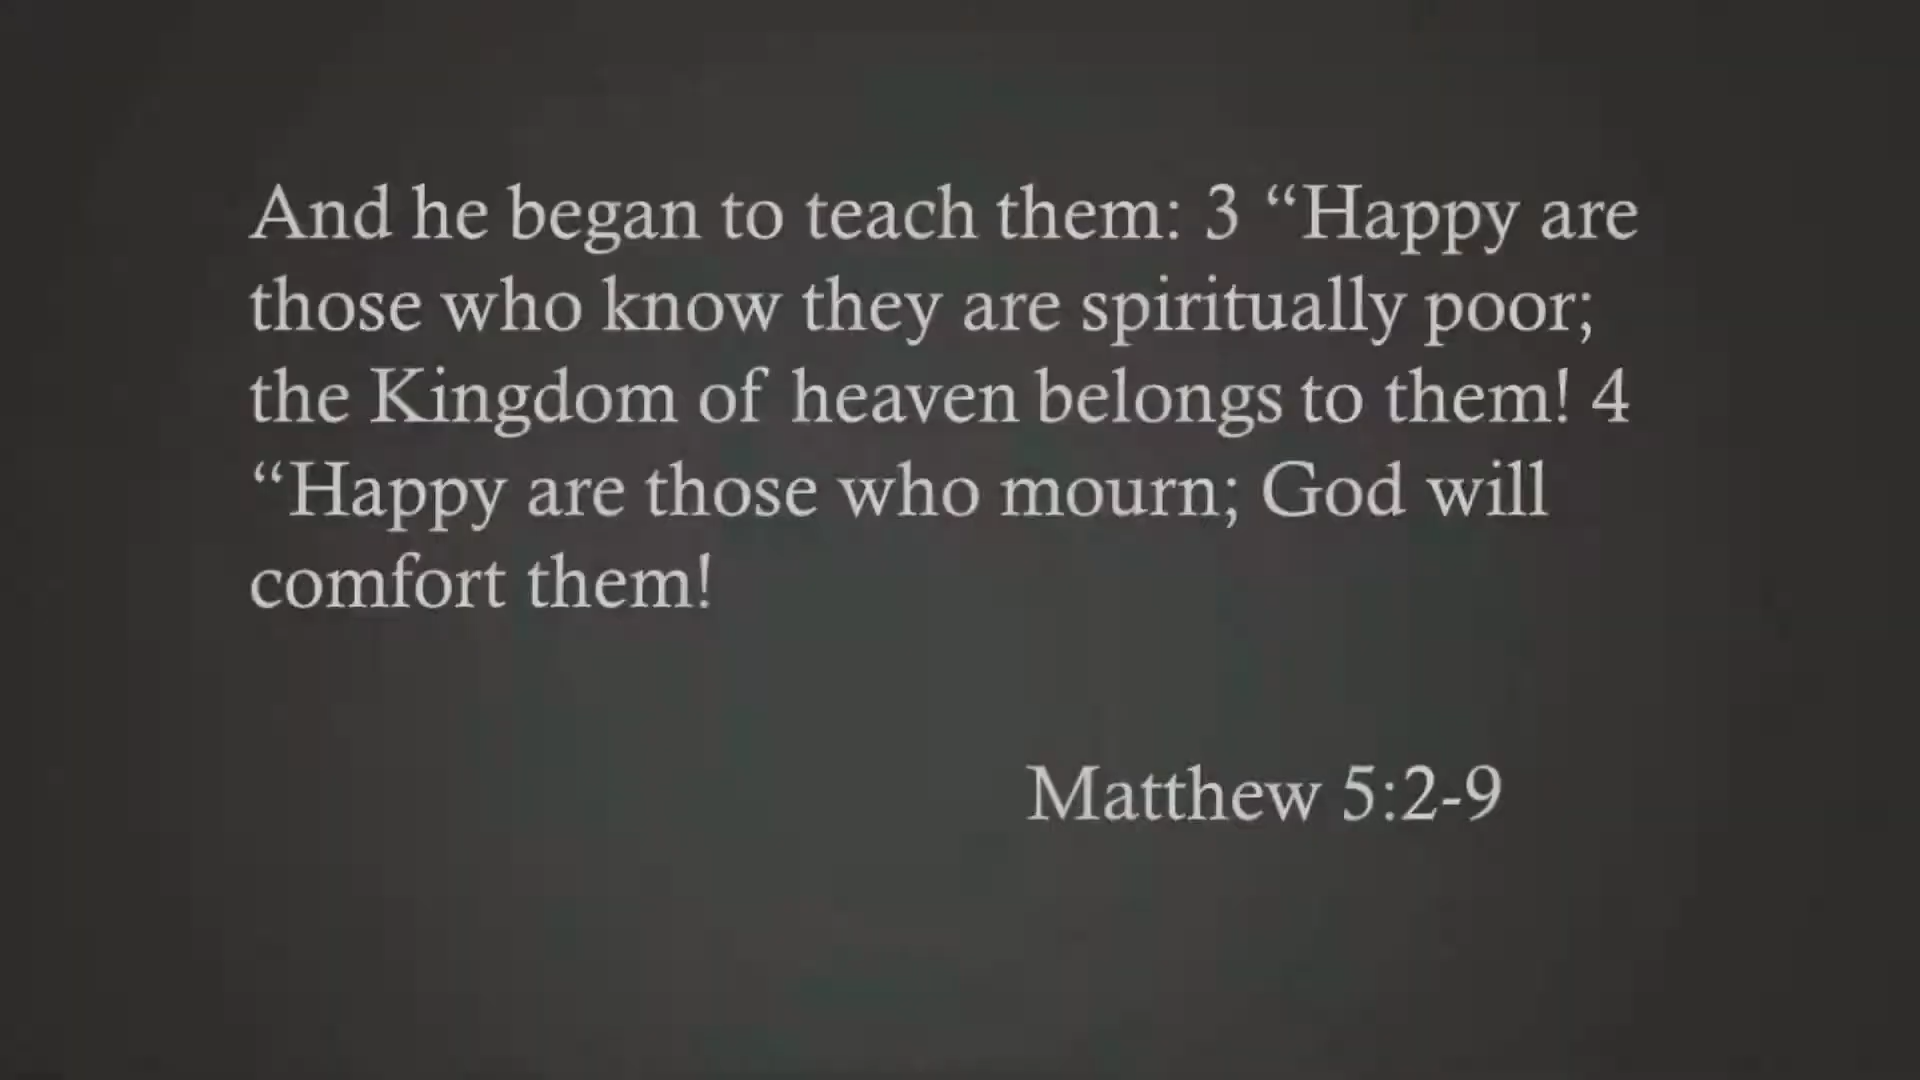 And he began to teach them: 3 “Happy are
those who know they are spiritually poor;
the Kingdom of heaven belongs to them! 4
“Happy are those who mourn; God will
comfort them!
Matthew 5:2-9